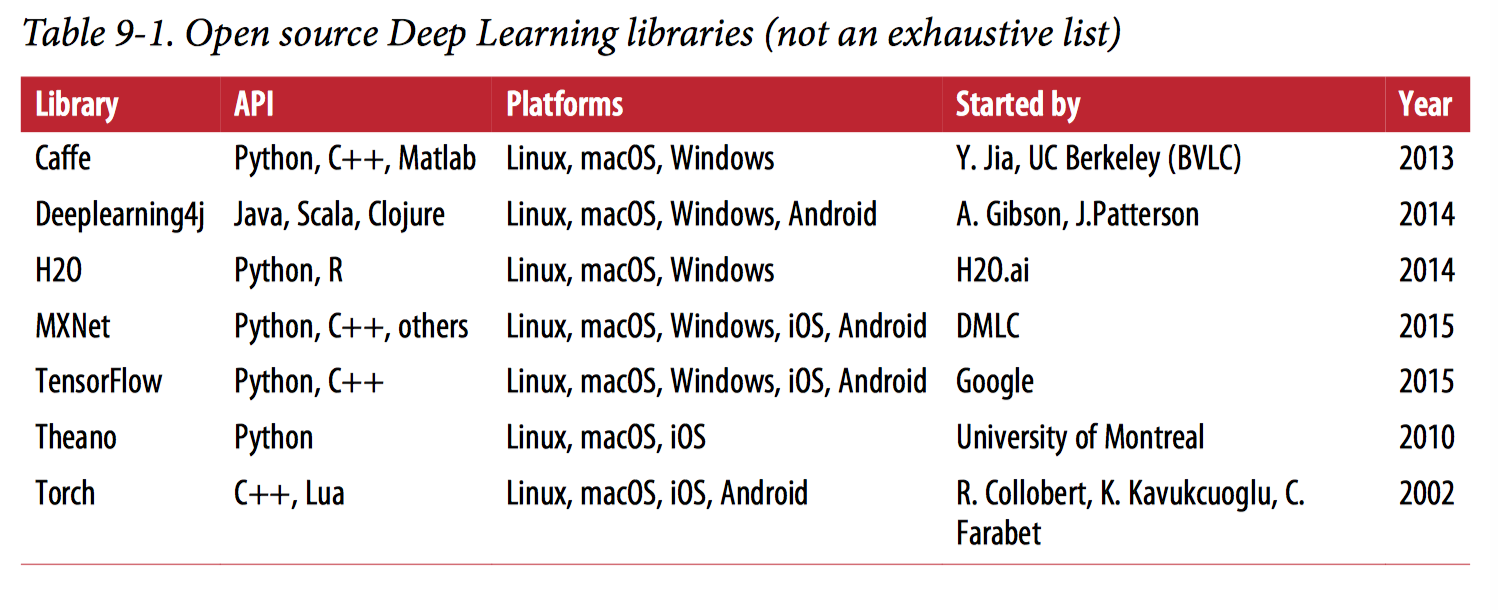 Table 9-1. Open source Deep Learning libraries (not an exhaustive list)
Library API Platforms Started by Year
Caffe Python, C++, Matlab Linux, macOS, Windows Y. Jia, UC Berkeley (BVLC) 2013
Deeplearning4j Java, Scala, Clojure Linux, macOS, Windows, Android A. Gibson, J.Patterson 2014
H2O Python, R Linux, macOS, Windows H2O.ai 2014
MXNet Python, C++, others Linux, macOS, Windows, iOS, Android DMLC 2015
TensorFlow Python, C++ Linux, macOS, Windows, iOS, Android Google 2015
Theano Python Linux, macOS, iOS University of Montreal 2010
Torch C++, Lua Linux, macOS, iOS, Android R. Collobert, K. Kavukcuoglu, C. 2002
Farabet